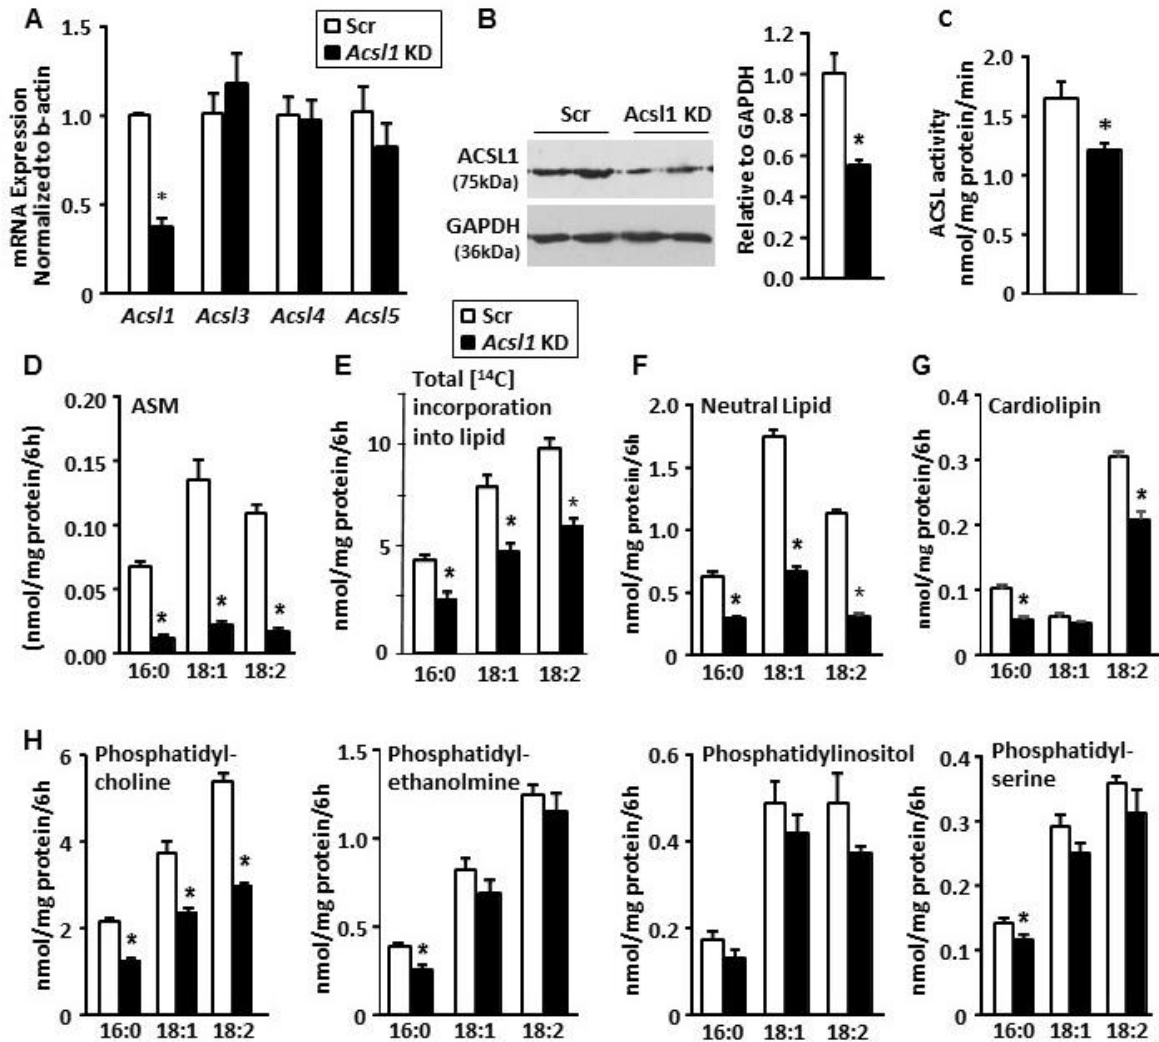 A
Scr
Acsl1 KD
mRNA Expression
Normalized to b-actin
1.5
1.0
0.5
0
*
Acsl1 Acsl3 Acsl4 Acsl5
B
Scr Acsl1 KD
ACSL1
(75kDa)
GAPDH
(36kDa)
Relative to GAPDH
1.2
1.0
0.8
0.6
0.4
1.2
0.0
*
C
ACSL activity
nmol/mg protein/min
2.0
1.5
1.0
0.5
0
*
Scr
Acsl1 KD
D
ASM
(nmol/mg protein/6h)
0.20
0.15
0.10
0.05
0.00
* * *
16:0 18:1 18:2
E
Total [¹⁴C]
incorporation
into lipid
nmol/mg protein/6h
10
5
0
* * *
16:0 18:1 18:2
F
Neutral Lipid
nmol/mg protein/6h
1.8
1.2
0.6
0
* * *
16:0 18:1 18:2
G
Cardiolipin
nmol/mg protein/6h
0.4
0.3
0.2
0.1
0
* *
16:0 18:1 18:2
H
Phosphatidyl-
choline
nmol/mg protein/6h
6
4
2
0
* * *
16:0 18:1 18:2
Phosphatidyl-
ethanolmine
nmol/mg protein/6h
1.5
1.0
0.5
0
*
16:0 18:1 18:2
Phosphatidylinositol
nmol/mg protein/6h
0.6
0.4
0.2
0
16:0 18:1 18:2
Phosphatidyl-
serine
nmol/mg protein/6h
0.4
0.3
0.2
0.1
0
*
16:0 18:1 18:2